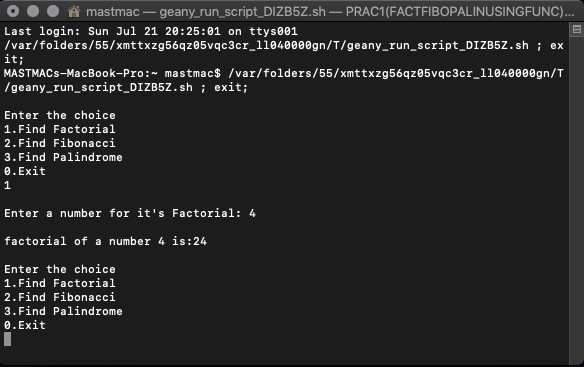 mastmac — geany_run_script_DIZB5Z.sh — PRAC1(FACTFIBOPALINUSINGFUNC)...
Last login: Sun Jul 21 20:25:01 on ttys001
/var/folders/55/xmttxzg56qz05vqc3cr_ll040000gn/T/geany_run_script_DIZB5Z.sh ; ex
it;
MASTMACs-MacBook-Pro:~ mastmac$ /var/folders/55/xmttxzg56qz05vqc3cr_ll040000gn/T
/geany_run_script_DIZB5Z.sh ; exit;
Enter the choice
1.Find Factorial
2.Find Fibonacci
3.Find Palindrome
0.Exit
1
Enter a number for it's Factorial: 4
factorial of a number 4 is:24
Enter the choice
1.Find Factorial
2.Find Fibonacci
3.Find Palindrome
0.Exit